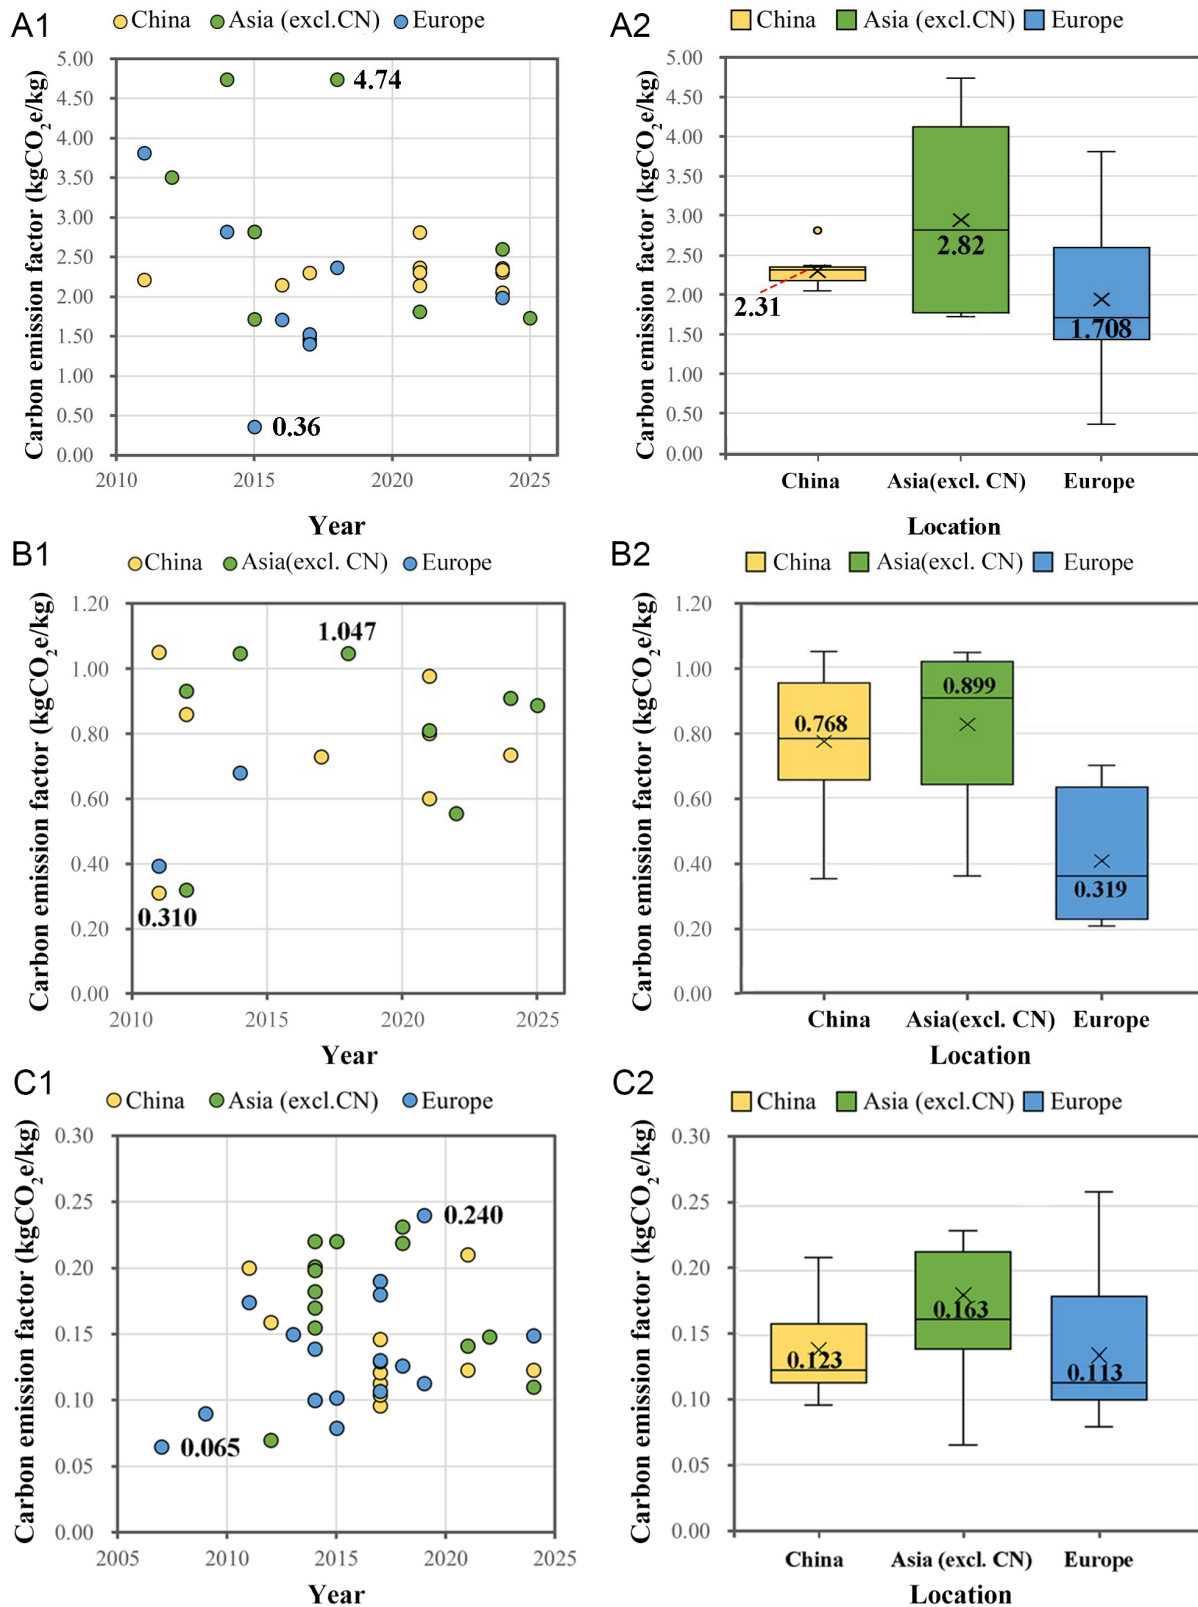 A1
China Asia (excl.CN) Europe
Carbon emission factor (kgCO₂e/kg)
5.00
4.50
4.00
3.50
3.00
2.50
2.00
1.50
1.00
0.50
0.00
4.74
0.36
2010 2015 2020 2025
Year
A2
China Asia (excl.CN) Europe
Carbon emission factor (kgCO₂e/kg)
5.00
4.50
4.00
3.50
3.00
2.50
2.00
1.50
1.00
0.50
0.00
2.31
2.82
1.708
China Asia(excl. CN) Europe
Location
B1
China Asia(excl. CN) Europe
Carbon emission factor (kgCO₂e/kg)
1.20
1.00
0.80
0.60
0.40
0.20
0.00
1.047
0.310
2010 2015 2020 2025
Year
B2
China Asia(excl. CN) Europe
Carbon emission factor (kgCO₂e/kg)
1.20
1.00
0.80
0.60
0.40
0.20
0.00
0.768
0.899
0.319
China Asia(excl. CN) Europe
Location
C1
China Asia (excl.CN) Europe
Carbon emission factor (kgCO₂e/kg)
0.30
0.25
0.20
0.15
0.10
0.05
0.00
0.240
0.065
2005 2010 2015 2020 2025
Year
C2
China Asia (excl.CN) Europe
Carbon emission factor (kgCO₂e/kg)
0.30
0.25
0.20
0.15
0.10
0.05
0.00
0.123
0.163
0.113
China Asia (excl. CN) Europe
Location